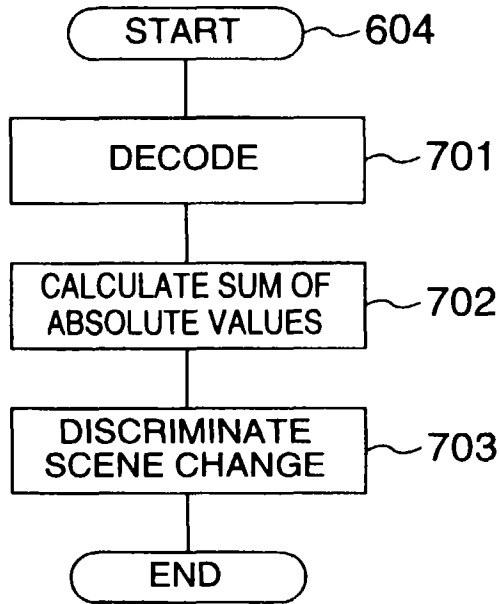 START 604
DECODE 701
CALCULATE SUM OF
ABSOLUTE VALUES 702
DISCRIMINATE
SCENE CHANGE 703
END